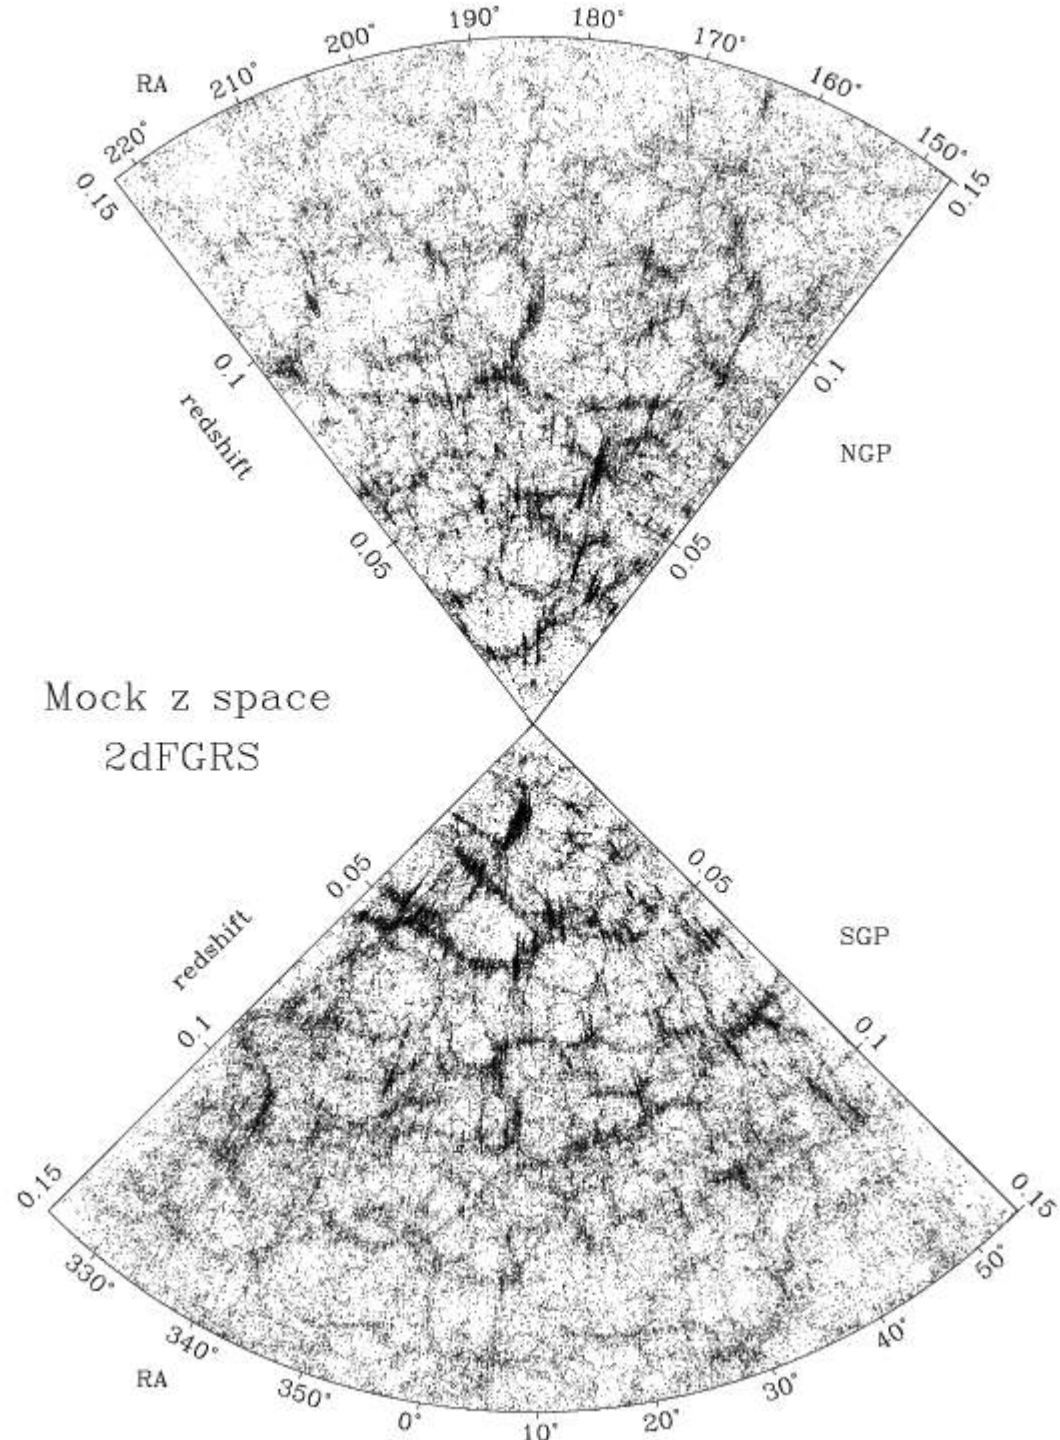 190° 180°
200° 170°
RA 210° 160°
220° 150°
0.15 0.15
0.1 0.1
redshift NGP
0.05 0.05
Mock z space
2dFGRS
0.05 0.05
redshift SGP
0.1 0.1
0.15 0.15
330° 50°
340° 40°
RA 350° 30°
0° 10° 20°